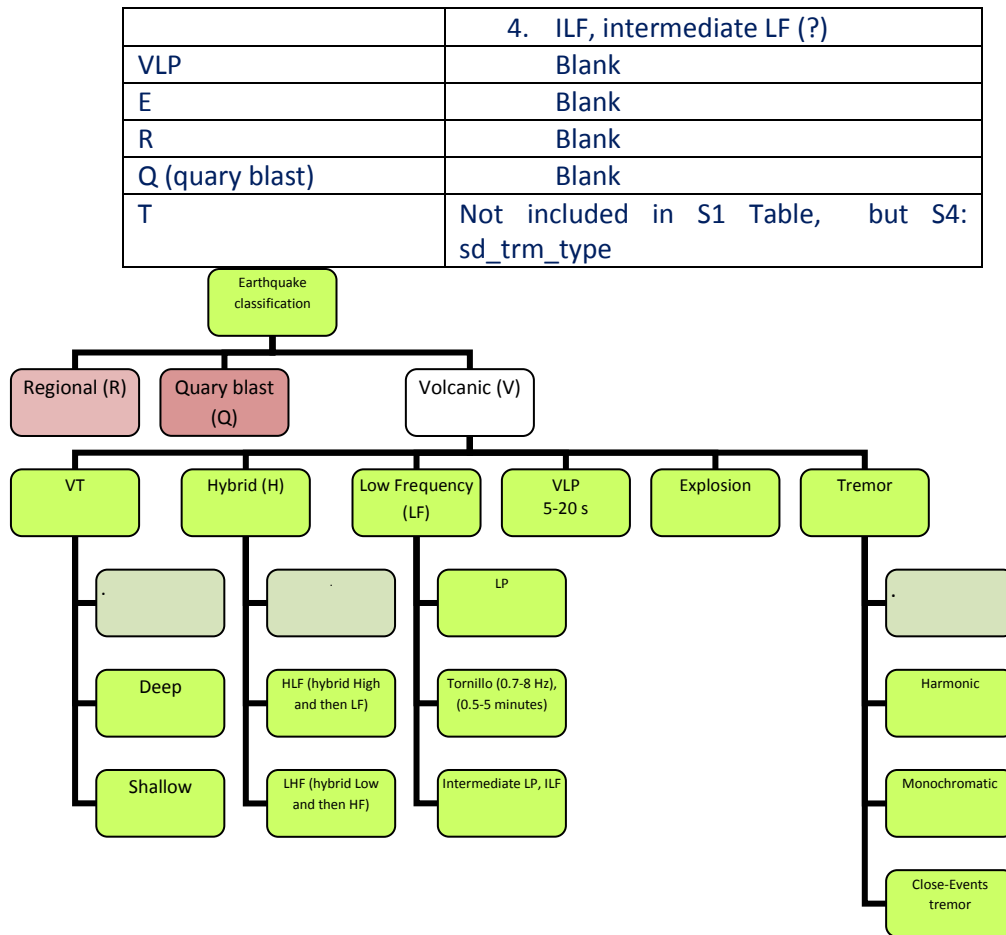 4. ILF, intermediate LF (?)
VLP Blank
E Blank
R Blank
Q (quary blast) Blank
T Not included in S1 Table, but S4:
sd_trm_type
Earthquake
classification
Regional (R)
Quary blast
(Q)
Volcanic (V)
VT
Hybrid (H)
Low Frequency
(LF)
VLP
5-20 s
Explosion
Tremor
.
.
LP
.
Deep
HLF (hybrid High
and then LF)
Tornillo (0.7-8 Hz),
(0.5-5 minutes)
Harmonic
Shallow
LHF (hybrid Low
and then HF)
Intermediate LP, ILF
Monochromatic
Close-Events
tremor